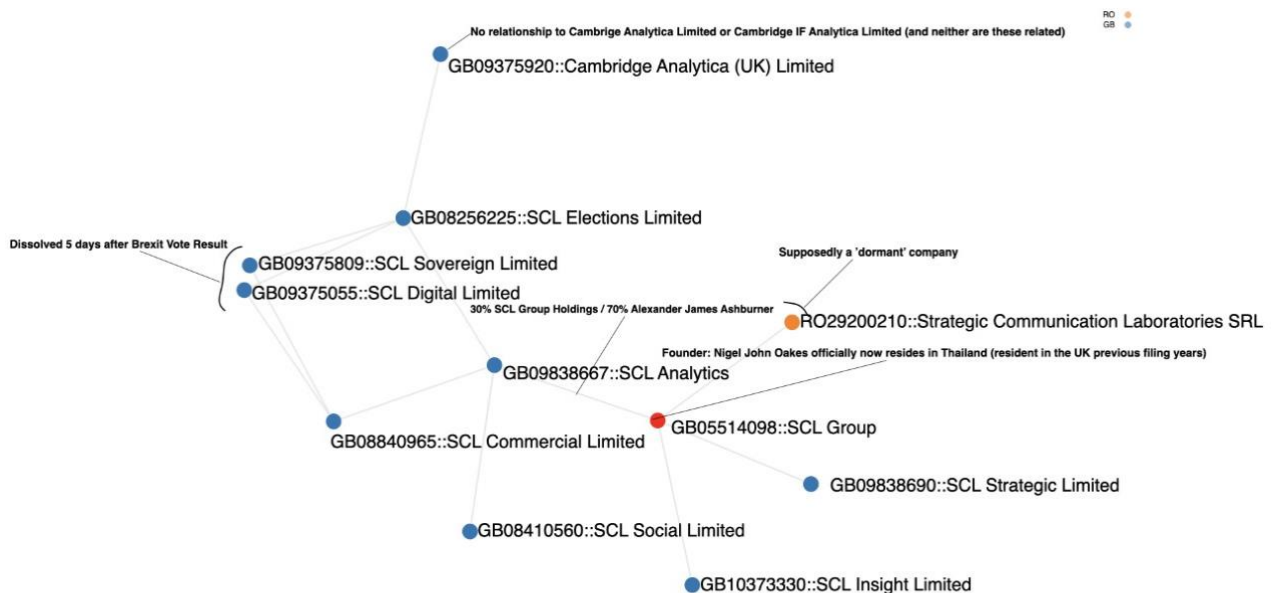 RO
GB
No relationship to Cambrige Analytica Limited or Cambridge IF Analytica Limited (and neither are these related)
GB09375920::Cambridge Analytica (UK) Limited
GB08256225::SCL Elections Limited
Dissolved 5 days after Brexit Vote Result
GB09375809::SCL Sovereign Limited
GB09375055::SCL Digital Limited
Supposedly a 'dormant' company
30% SCL Group Holdings / 70% Alexander James Ashburner
RO29200210::Strategic Communication Laboratories SRL
Founder: Nigel John Oakes officially now resides in Thailand (resident in the UK previous filing years)
GB09838667::SCL Analytics
GB05514098::SCL Group
GB08840965::SCL Commercial Limited
GB09838690::SCL Strategic Limited
GB08410560::SCL Social Limited
GB10373330::SCL Insight Limited